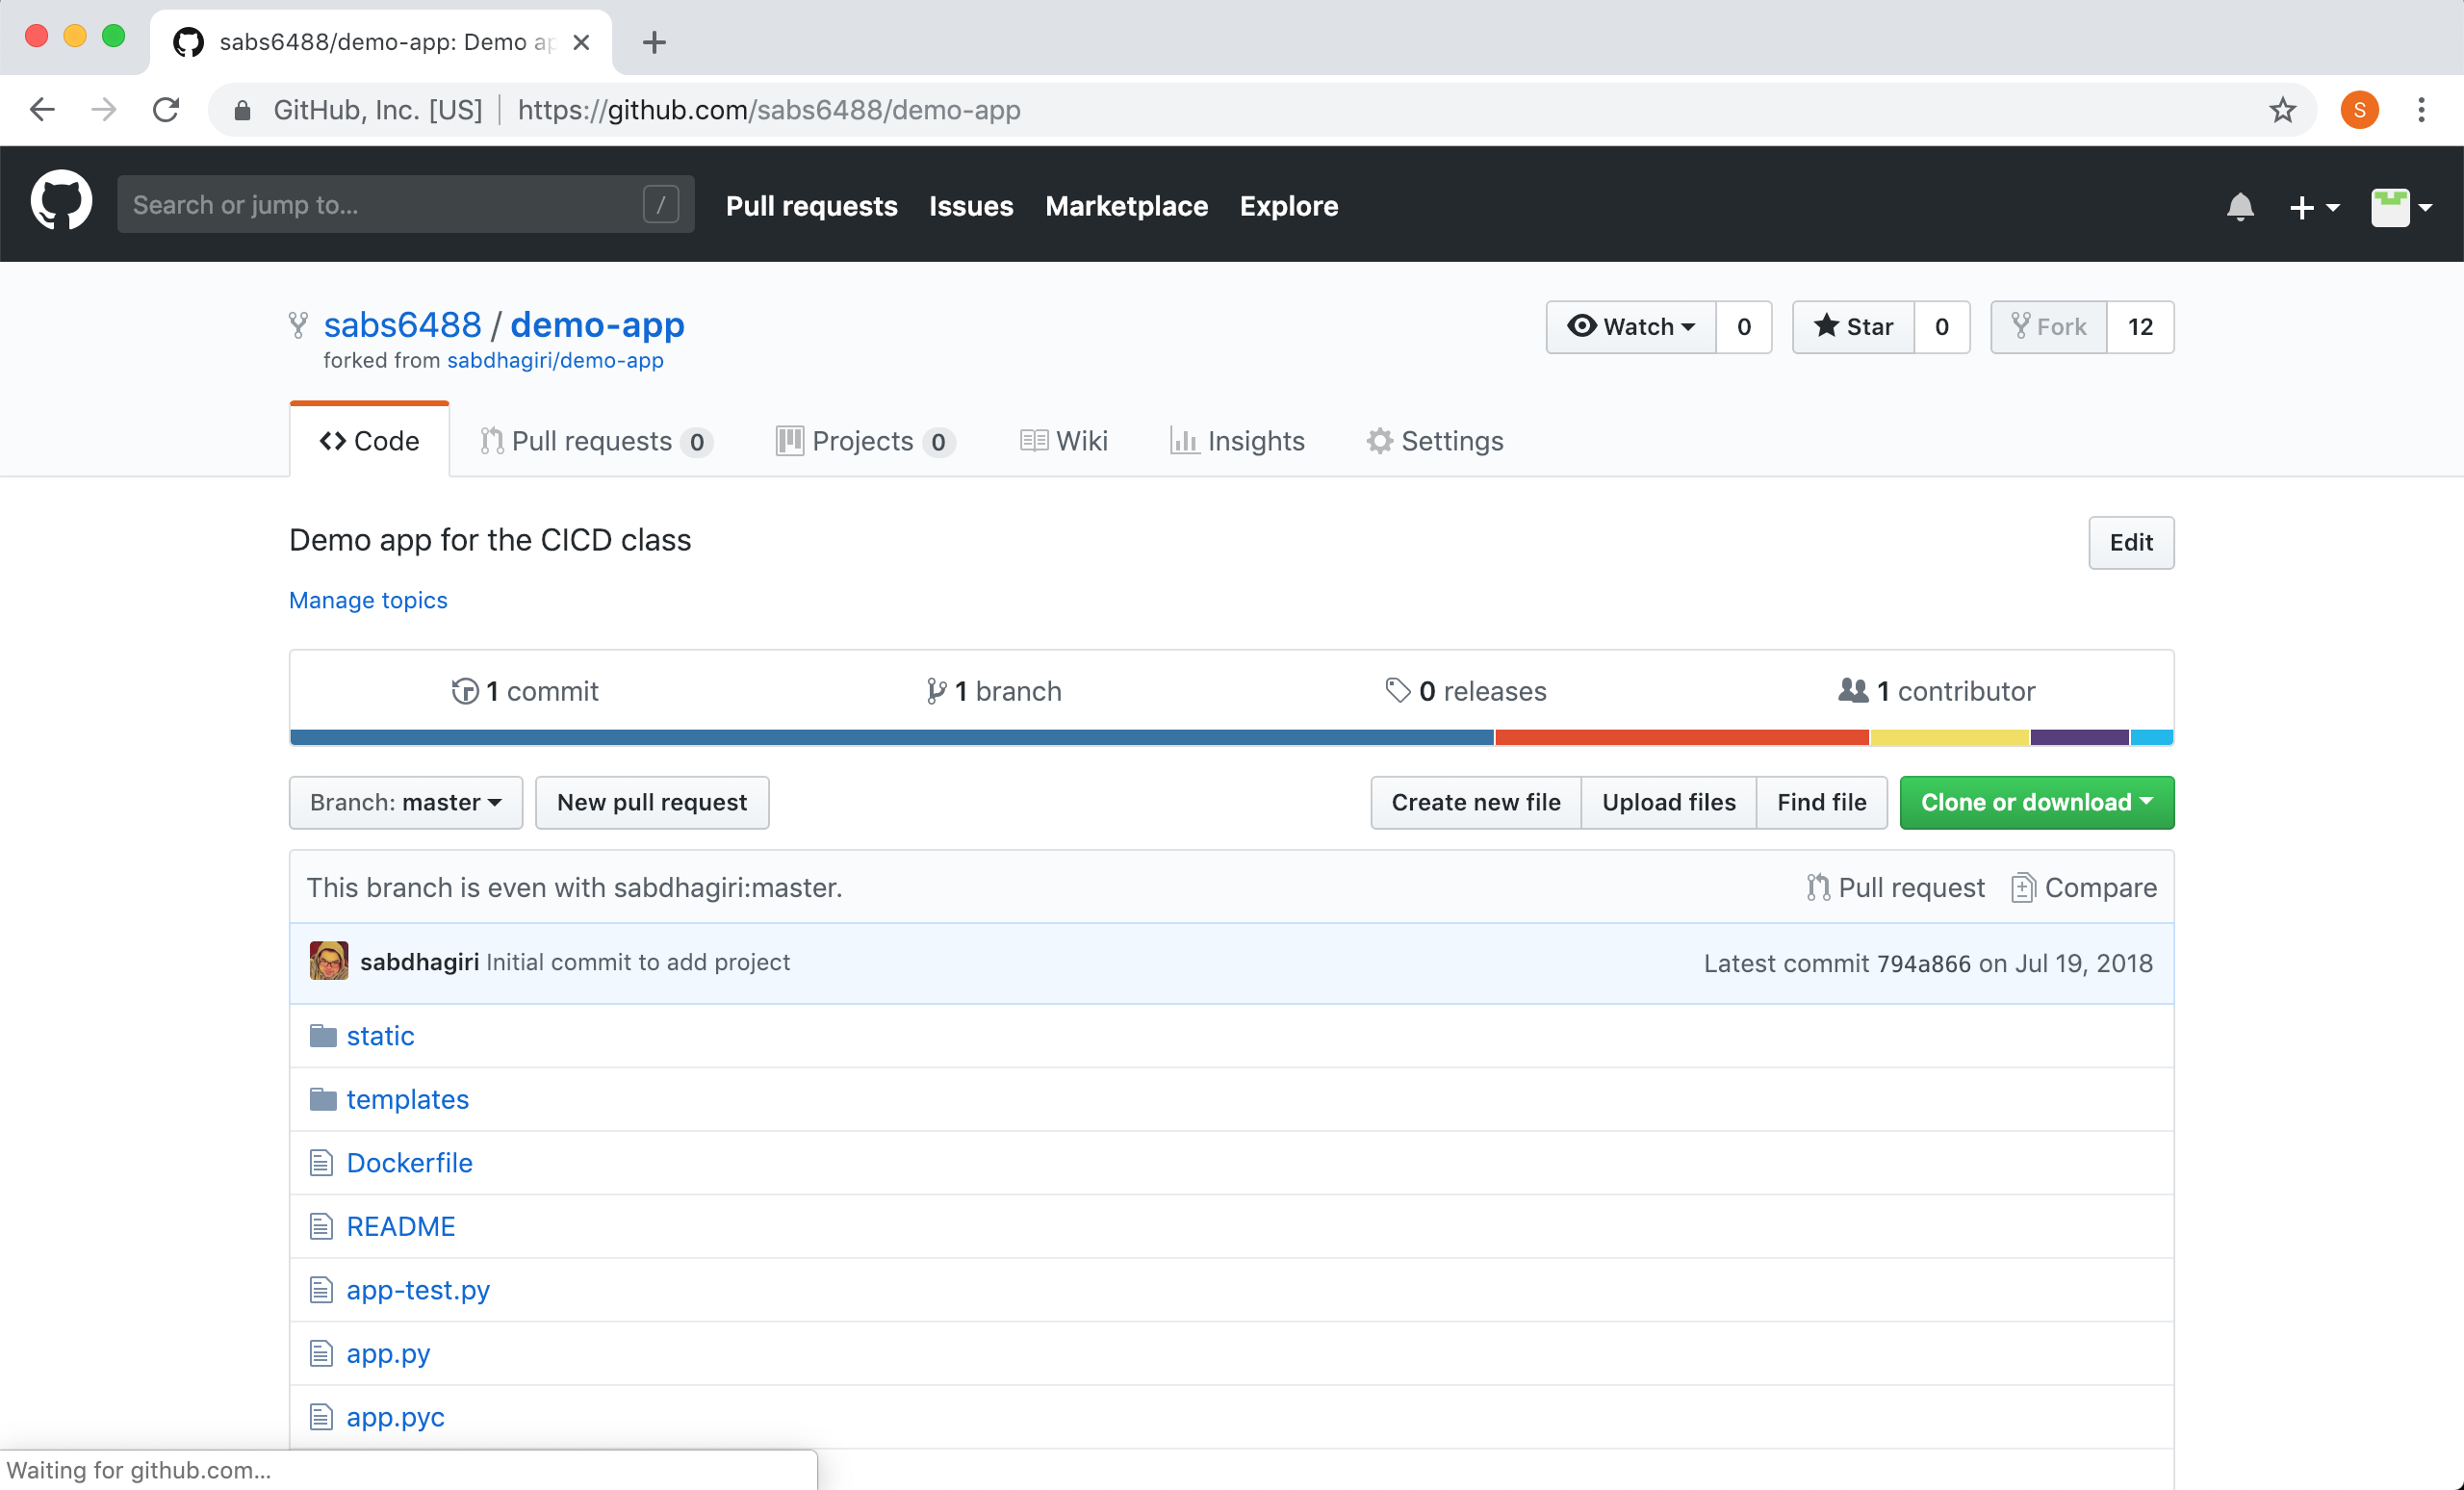 sabs6488/demo-app: Demo ap
GitHub, Inc. [US] https://github.com/sabs6488/demo-app S
Search or jump to... / Pull requests Issues Marketplace Explore
sabs6488 / demo-app Watch 0 Star 0 Fork 12
forked from sabdhagiri/demo-app
Code Pull requests 0 Projects 0 Wiki Insights Settings
Demo app for the CICD class Edit
Manage topics
1 commit 1 branch 0 releases 1 contributor
Branch: master New pull request Create new file Upload files Find file Clone or download
This branch is even with sabdhagiri:master. Pull request Compare
sabdhagiri Initial commit to add project Latest commit 794a866 on Jul 19, 2018
static
templates
Dockerfile
README
app-test.py
app.py
app.pyc
Waiting for github.com...